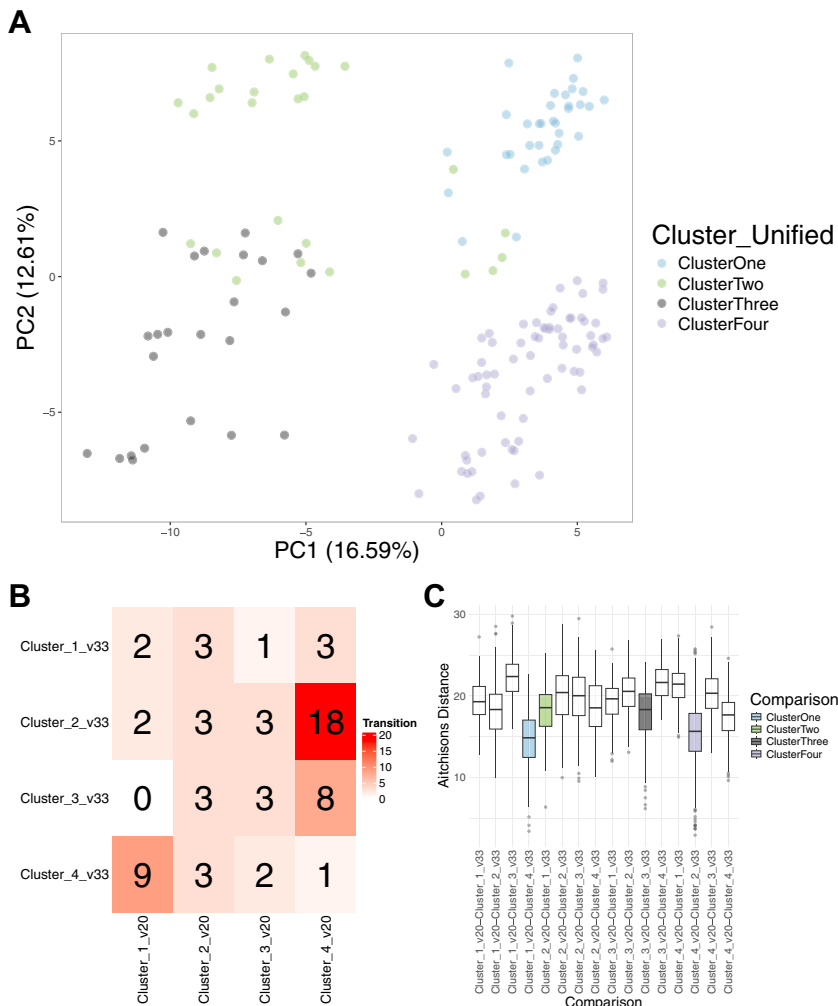 A
PC2 (12.61%)
5
0
−5
−10
−5
0
5
PC1 (16.59%)
Cluster_Unified
ClusterOne
ClusterTwo
ClusterThree
ClusterFour
B
Cluster_1_v33
2 3 1 3
Cluster_2_v33
2 3 3 18
Cluster_3_v33
0 3 3 8
Cluster_4_v33
9 3 2 1
Cluster_1_v20
Cluster_2_v20
Cluster_3_v20
Cluster_4_v20
Transition
20
15
10
5
0
C
Aitchisons Distance
30
20
10
Cluster_1_v20−Cluster_1_v33
Cluster_1_v20−Cluster_2_v33
Cluster_1_v20−Cluster_3_v33
Cluster_1_v20−Cluster_4_v33
Cluster_2_v20−Cluster_1_v33
Cluster_2_v20−Cluster_2_v33
Cluster_2_v20−Cluster_3_v33
Cluster_2_v20−Cluster_4_v33
Cluster_3_v20−Cluster_1_v33
Cluster_3_v20−Cluster_2_v33
Cluster_3_v20−Cluster_3_v33
Cluster_3_v20−Cluster_4_v33
Cluster_4_v20−Cluster_1_v33
Cluster_4_v20−Cluster_2_v33
Cluster_4_v20−Cluster_3_v33
Cluster_4_v20−Cluster_4_v33
Comparison
Comparison
ClusterOne
ClusterTwo
ClusterThree
ClusterFour